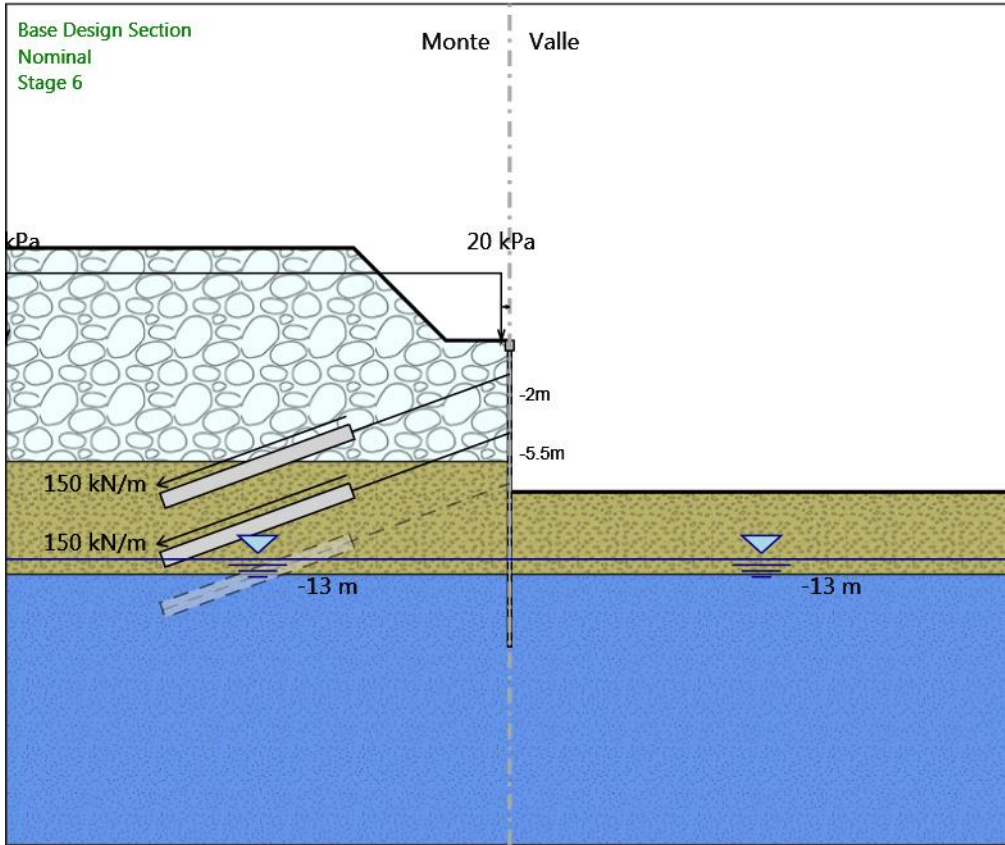 Base Design Section
Nominal
Stage 6
Monte
Valle
kPa
20 kPa
-2m
-5.5m
150 kN/m
150 kN/m
-13 m
-13 m